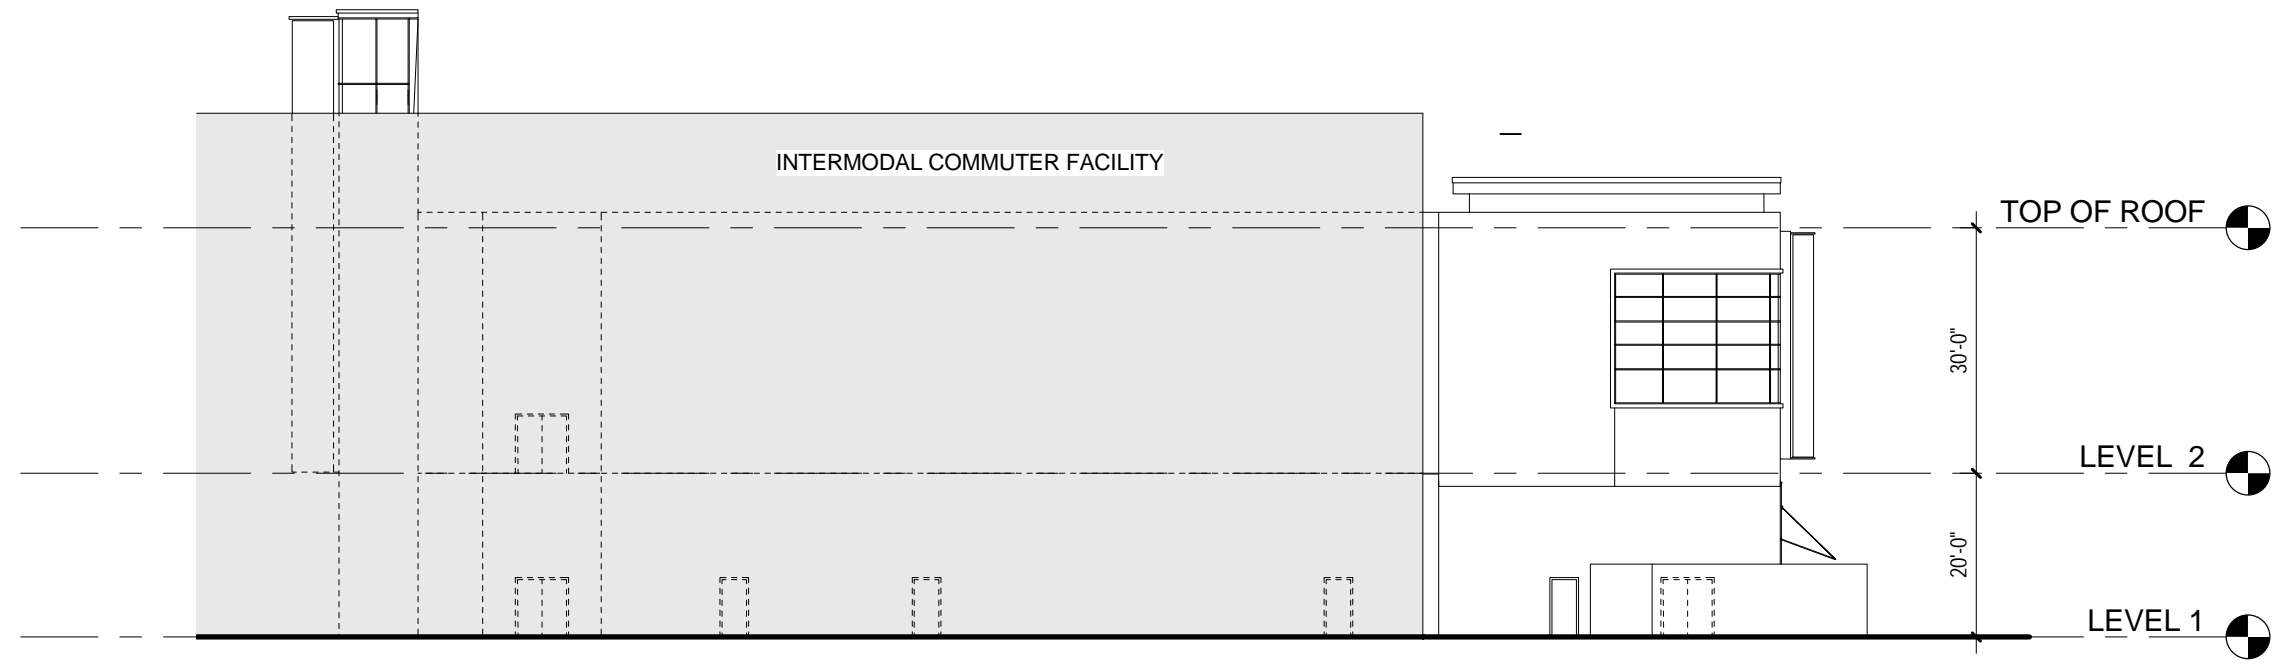 INTERMODAL COMMUTER FACILITY
TOP OF ROOF
30'-0"
LEVEL 2
20'-0"
LEVEL 1